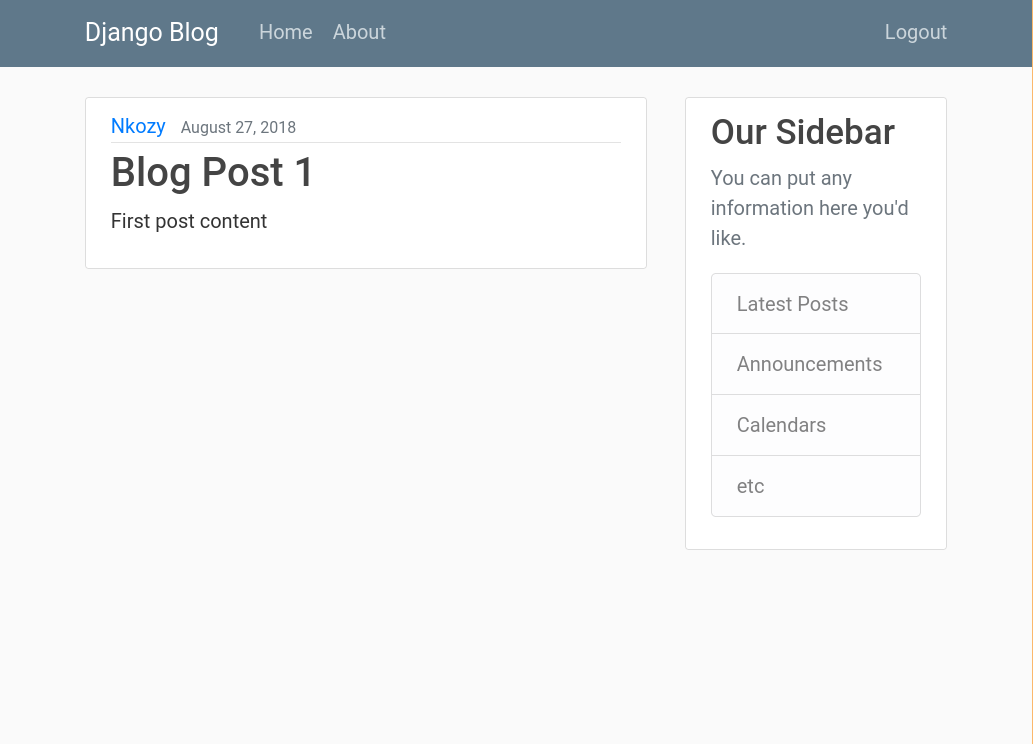 Django Blog Home About Logout
Nkozy August 27, 2018
Blog Post 1
First post content
Our Sidebar
You can put any
information here you'd
like.
Latest Posts
Announcements
Calendars
etc